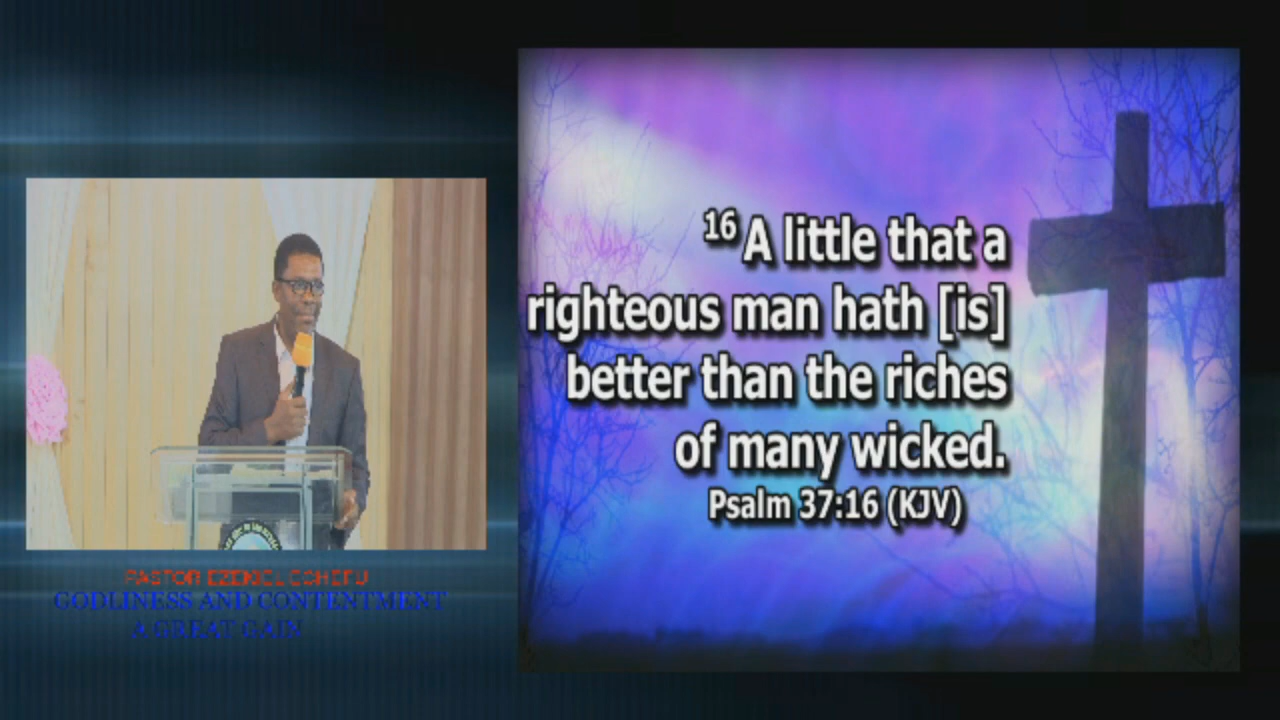 16 A little that a
righteous man hath [is]
better than the riches
of many wicked.
Psalm 37:16 (KJV)
PASTOR EZEKIEL
GODLINESS AND CONTENTMENT
A GREAT GAIN